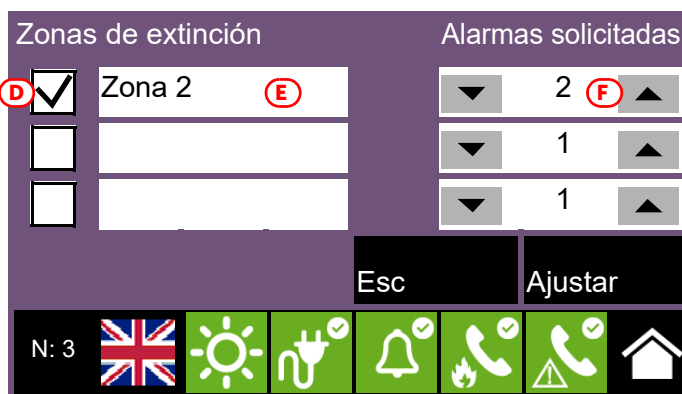 Zonas de extinción Alarmas solicitadas
D Zona 2 E 2 F
1
1
Esc Ajustar
N: 3